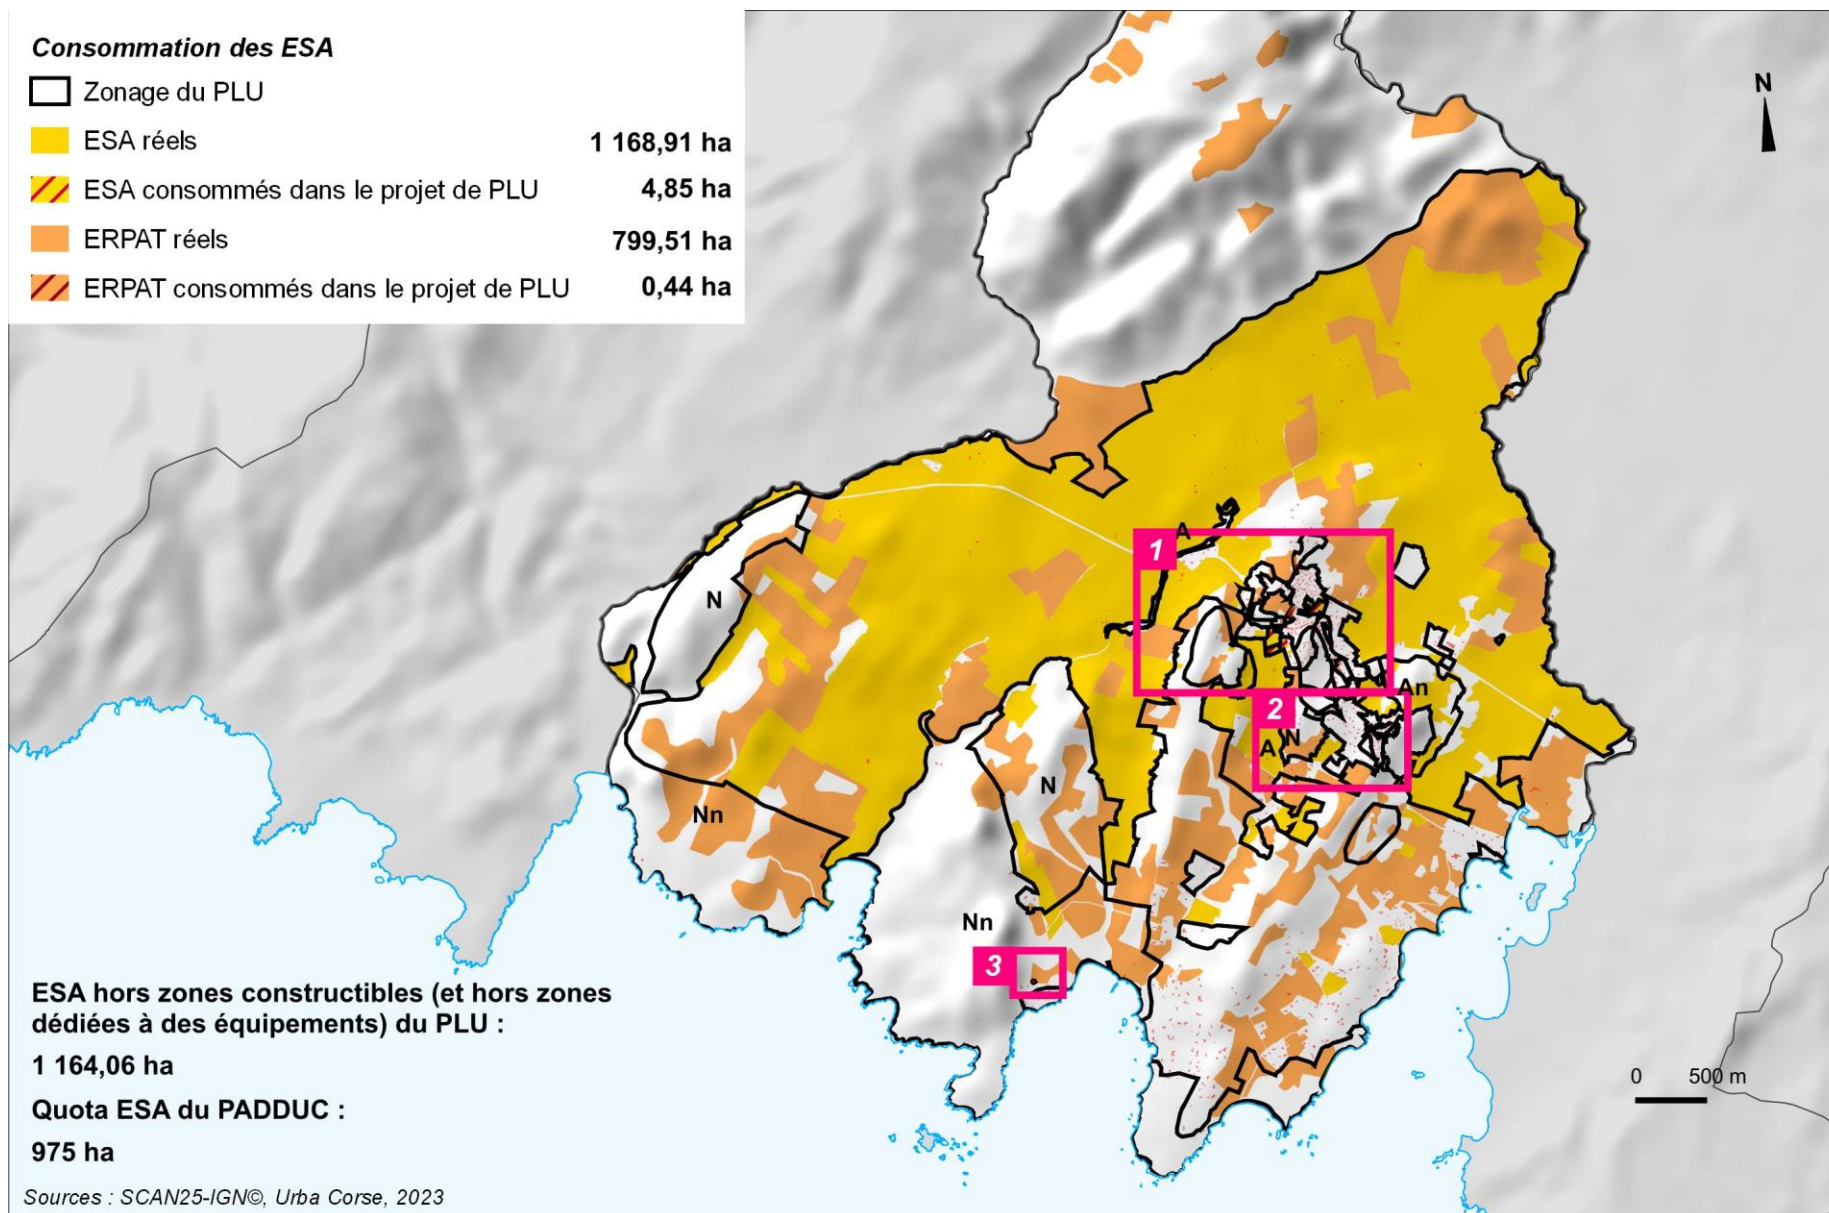 Consommation des ESA
Zonage du PLU
ESA réels 1 168,91 ha
ESA consommés dans le projet de PLU 4,85 ha
ERPAT réels 799,51 ha
ERPAT consommés dans le projet de PLU 0,44 ha
N
A
1
N
An
2
A N
N
Nn
Nn
3
ESA hors zones constructibles (et hors zones
dédiées à des équipements) du PLU :
1 164,06 ha
Quota ESA du PADDUC :
975 ha
0 500 m
Sources : SCAN25-IGN©, Urba Corse, 2023